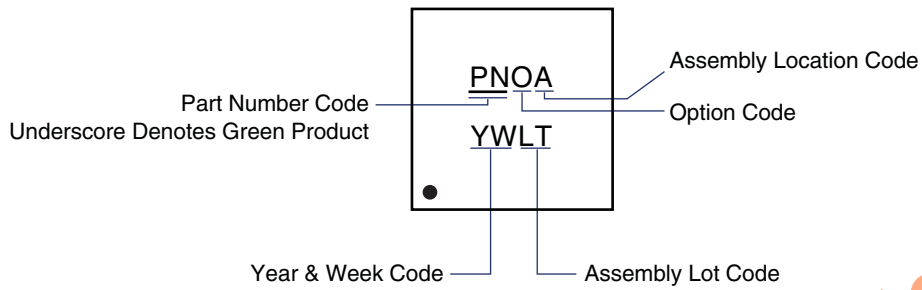 PNOA
Assembly Location Code
Part Number Code
Underscore Denotes Green Product
Option Code
YWLT
Year & Week Code
Assembly Lot Code